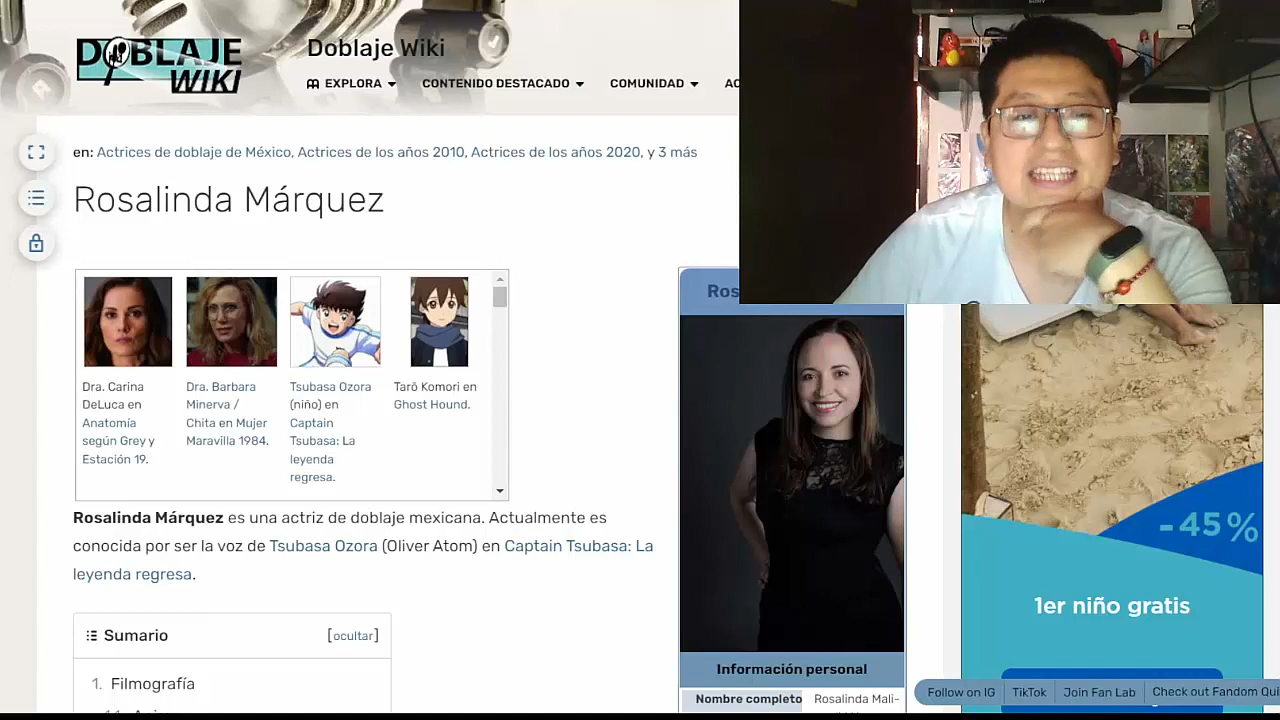 DOBLAJE
WIKI
Doblaje Wiki
EXPLORA
CONTENIDO DESTACADO
COMUNIDAD
SONY
en: Actrices de doblaje de México, Actrices de los años 2010, Actrices de los años 2020, y 3 más
Rosalinda Márquez
Dra. Carina
DeLuca en
Anatomía
según Grey y
Estación 19.
Dra. Barbara
Minerva /
Chita en Mujer
Maravilla 1984.
Tsubasa Ozora
(niño) en
Captain
Tsubasa: La
leyenda
regresa.
Tarō Komori en
Ghost Hound.
Rosalinda Márquez es una actriz de doblaje mexicana. Actualmente es
conocida por ser la voz de Tsubasa Ozora (Oliver Atom) en Captain Tsubasa: La
leyenda regresa.
Sumario
[ocultar]
1. Filmografía
Ros
Información personal
Nombre completo
Rosalinda Mali-
-45%
1er niño gratis
Follow on IG
TikTok
Join Fan Lab
Check out Fandom Qui